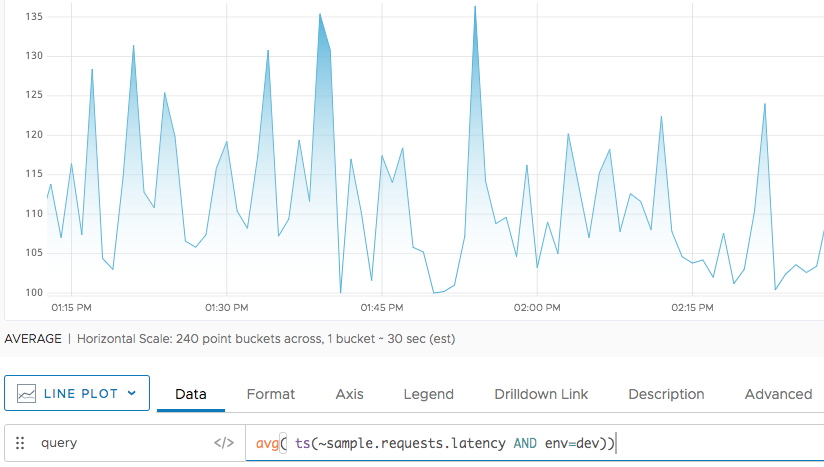 135
130
125
120
115
110
105
100
01:15 PM 01:30 PM 01:45 PM 02:00 PM 02:15 PM
AVERAGE | Horizontal Scale: 240 point buckets across, 1 bucket ~ 30 sec (est)
LINE PLOT Data Format Axis Legend Drilldown Link Description Advanced
query </> avg( ts(~sample.requests.latency AND env=dev))